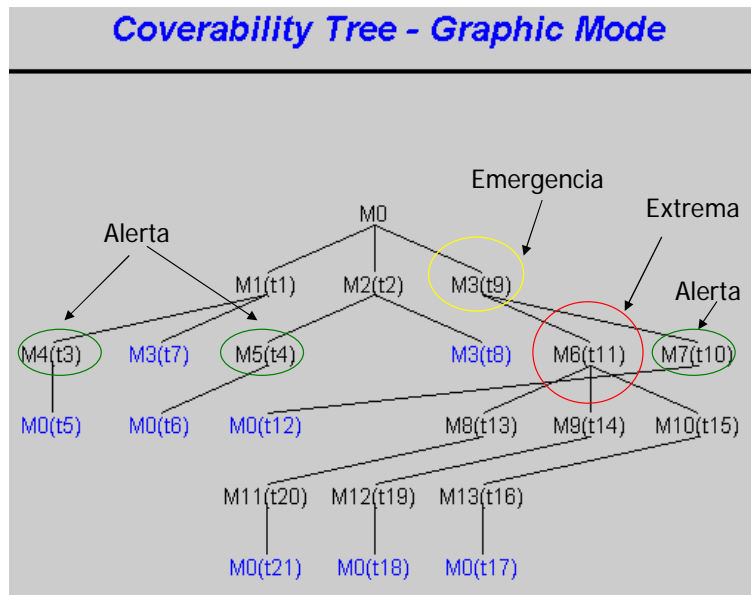 Coverability Tree - Graphic Mode
Emergencia
Extrema
M0
Alerta
M1(t1) M2(t2) M3(t9)
Alerta
M4(t3) M3(t7) M5(t4) M3(t8) M6(t11) M7(t10)
M0(t5) M0(t6) M0(t12) M8(t13) M9(t14) M10(t15)
M11(t20) M12(t19) M13(t16)
M0(t21) M0(t18) M0(t17)